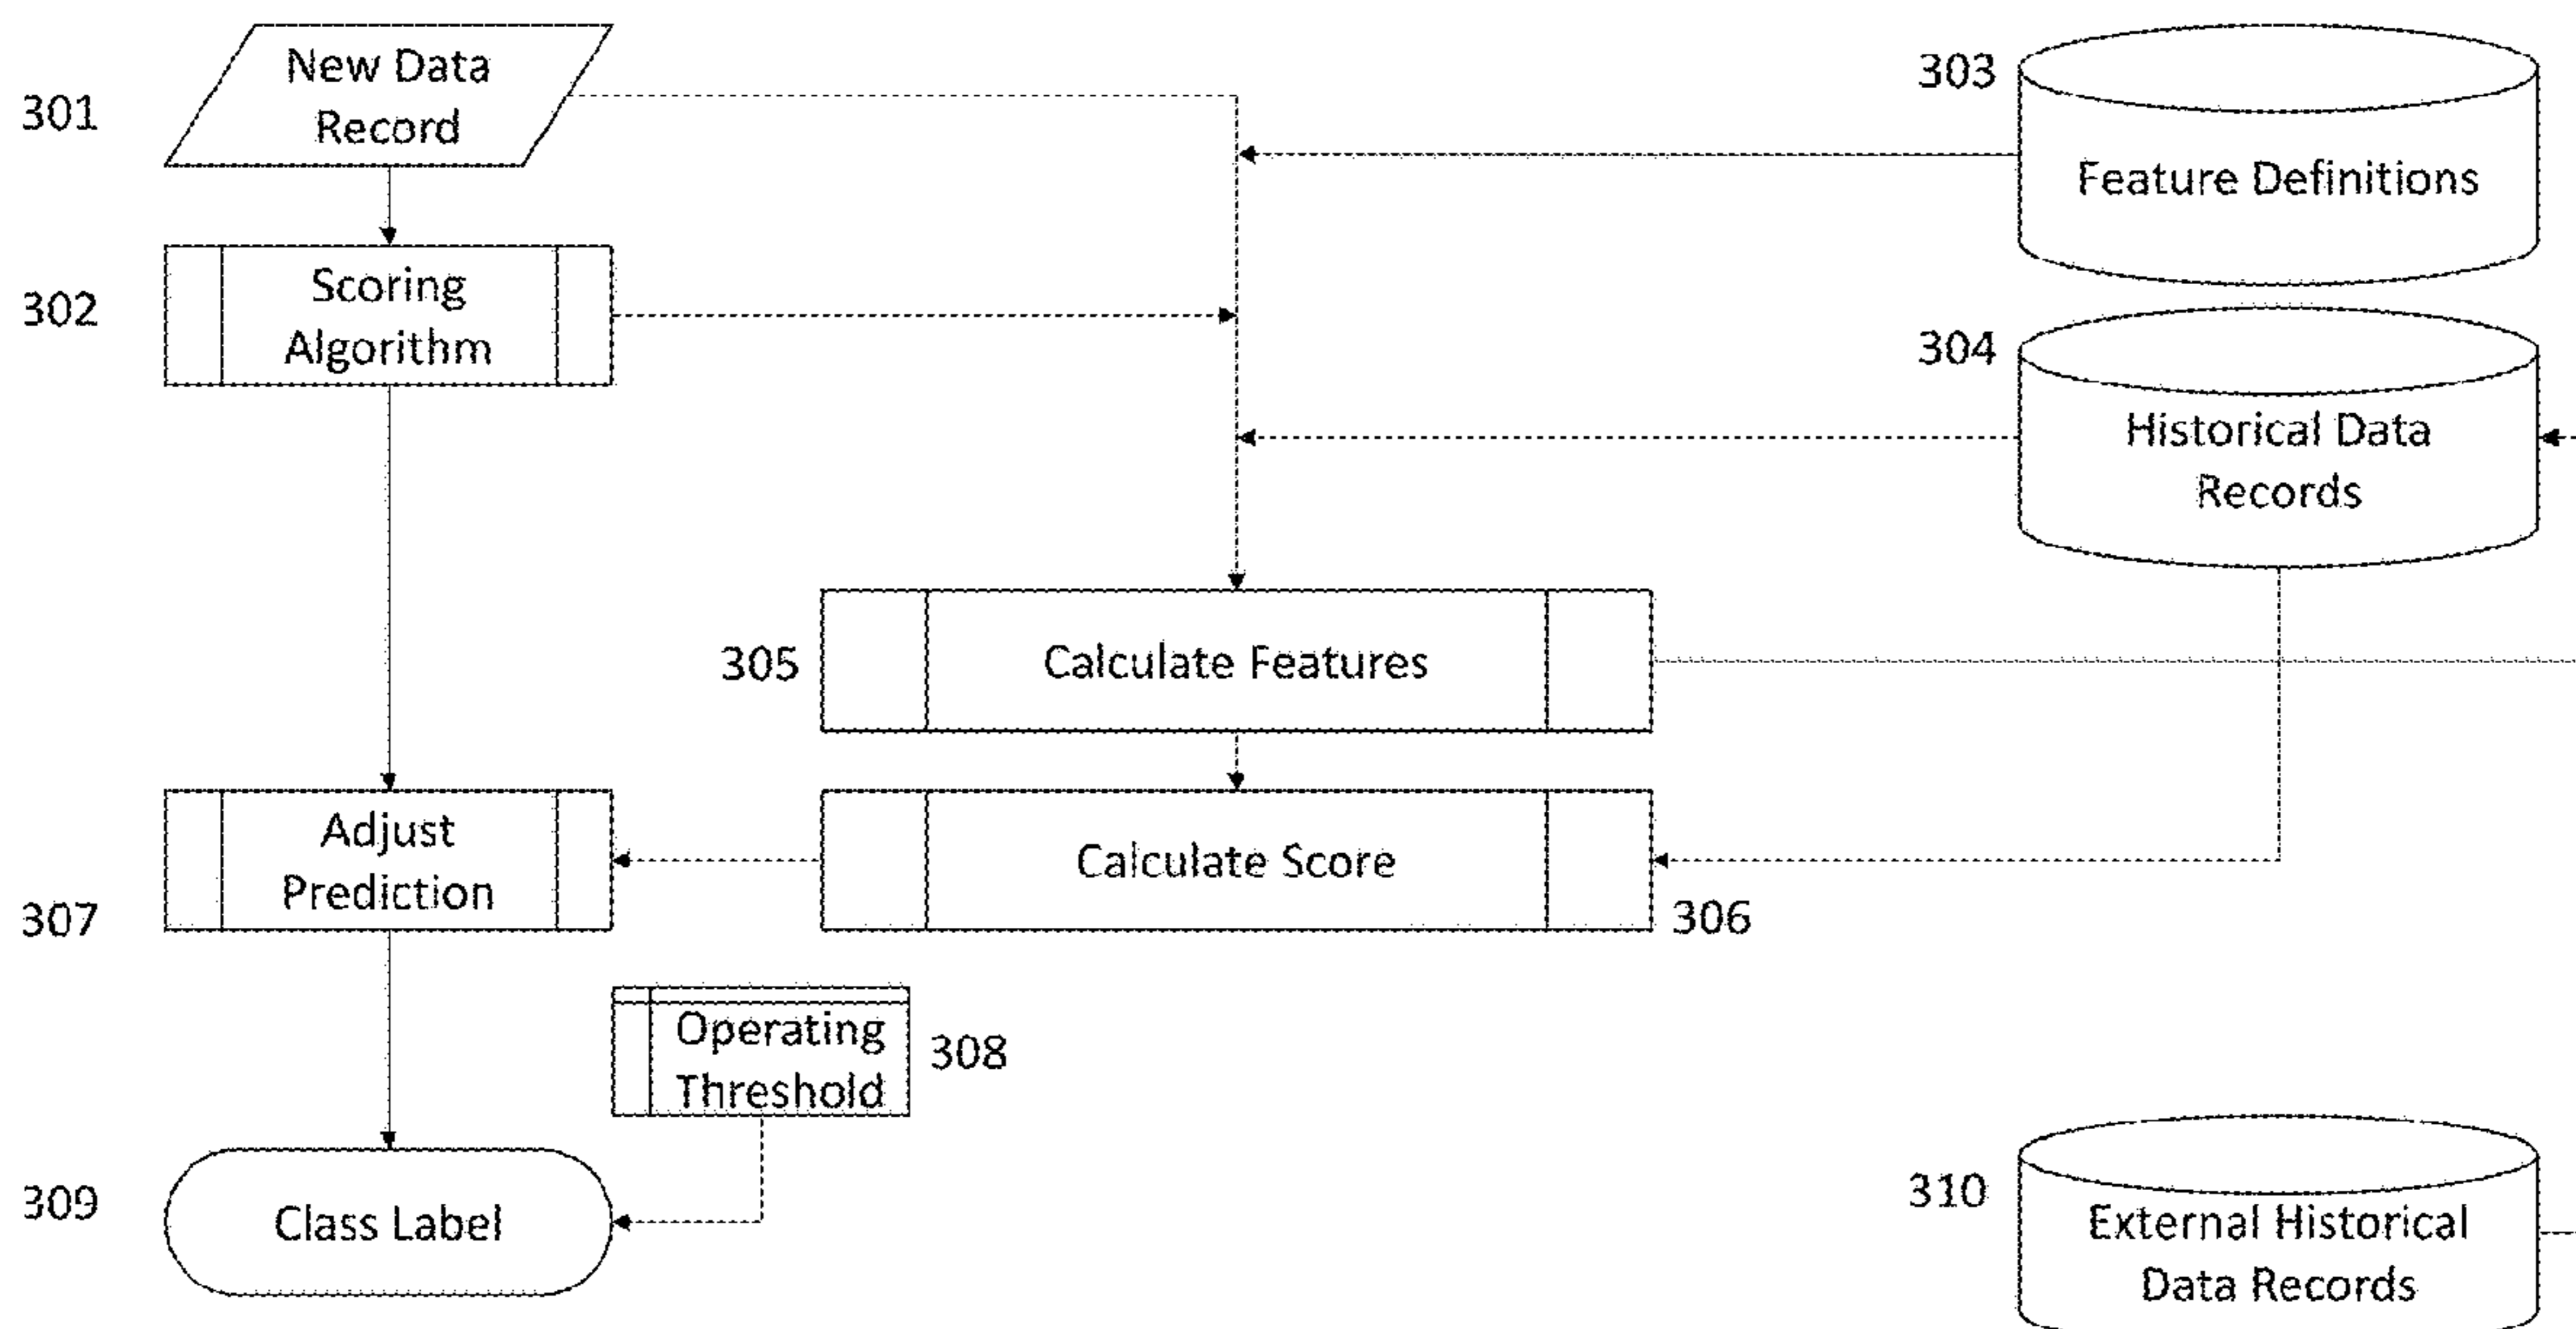 301
New Data
Record
303
Feature Definitions
302
Scoring
Algorithm
304
Historical Data
Records
305
Calculate Features
307
Adjust
Prediction
Calculate Score
306
Operating
Threshold
308
309
Class Label
310
External Historical
Data Records